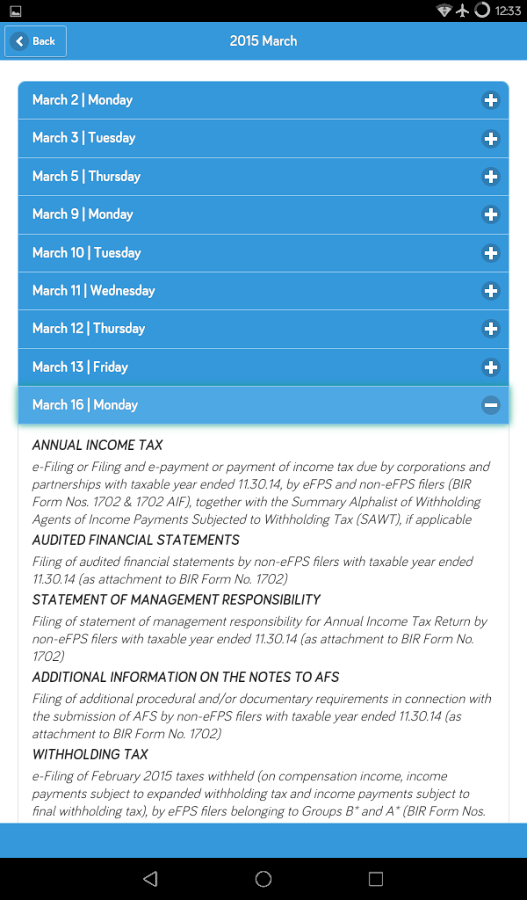 12:33
Back
2015 March
March 2 | Monday
March 3 | Tuesday
March 5 | Thursday
March 9 | Monday
March 10 | Tuesday
March 11 | Wednesday
March 12 | Thursday
March 13 | Friday
March 16 | Monday
ANNUAL INCOME TAX
e-Filing or Filing and e-payment or payment of income tax due by corporations and
partnerships with taxable year ended 11.30.14, by eFPS and non-eFPS filers (BIR
Form Nos. 1702 & 1702 AIF), together with the Summary Alphalist of Withholding
Agents of Income Payments Subjected to Withholding Tax (SAWT), if applicable
AUDITED FINANCIAL STATEMENTS
Filing of audited financial statements by non-eFPS filers with taxable year ended
11.30.14 (as attachment to BIR Form No. 1702)
STATEMENT OF MANAGEMENT RESPONSIBILITY
Filing of statement of management responsibility for Annual Income Tax Return by
non-eFPS filers with taxable year ended 11.30.14 (as attachment to BIR Form No.
1702)
ADDITIONAL INFORMATION ON THE NOTES TO AFS
Filing of additional procedural and/or documentary requirements in connection with
the submission of AFS by non-eFPS filers with taxable year ended 11.30.14 (as
attachment to BIR Form No. 1702)
WITHHOLDING TAX
e-Filing of February 2015 taxes withheld (on compensation income, income
payments subject to expanded withholding tax and income payments subject to
final withholding tax), by eFPS filers belonging to Groups B* and A* (BIR Form Nos.